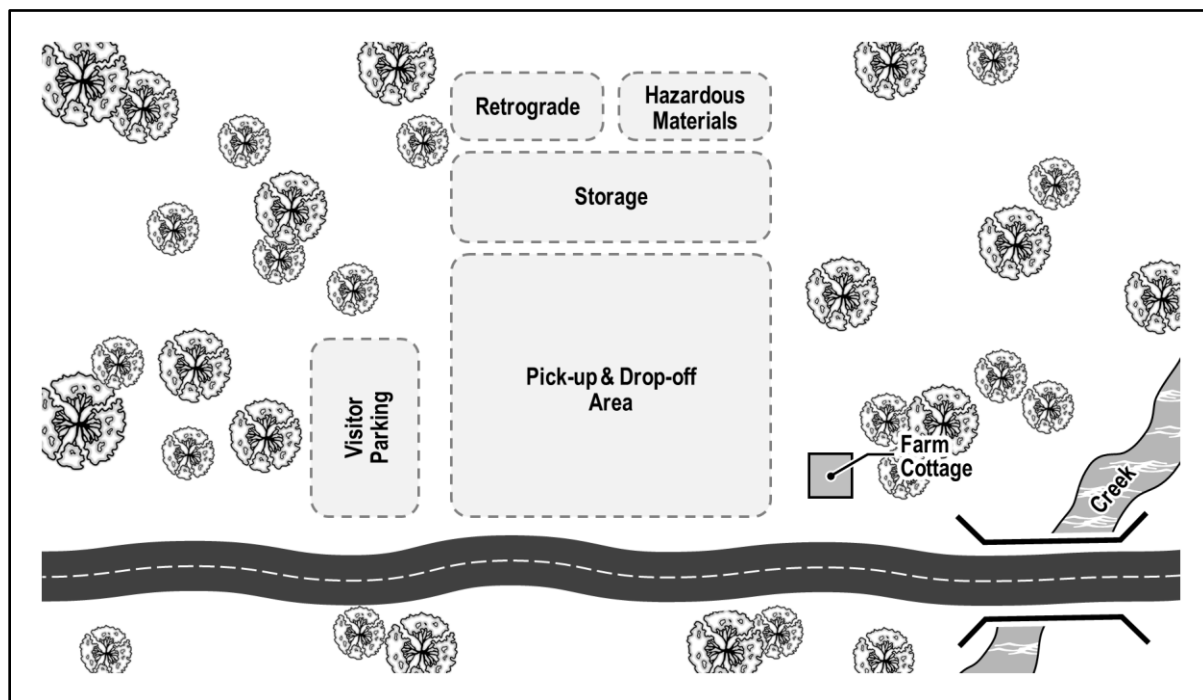 Retrograde
Hazardous
Materials
Storage
Pick-up & Drop-off
Area
Visitor
Parking
Farm
Cottage
Creek